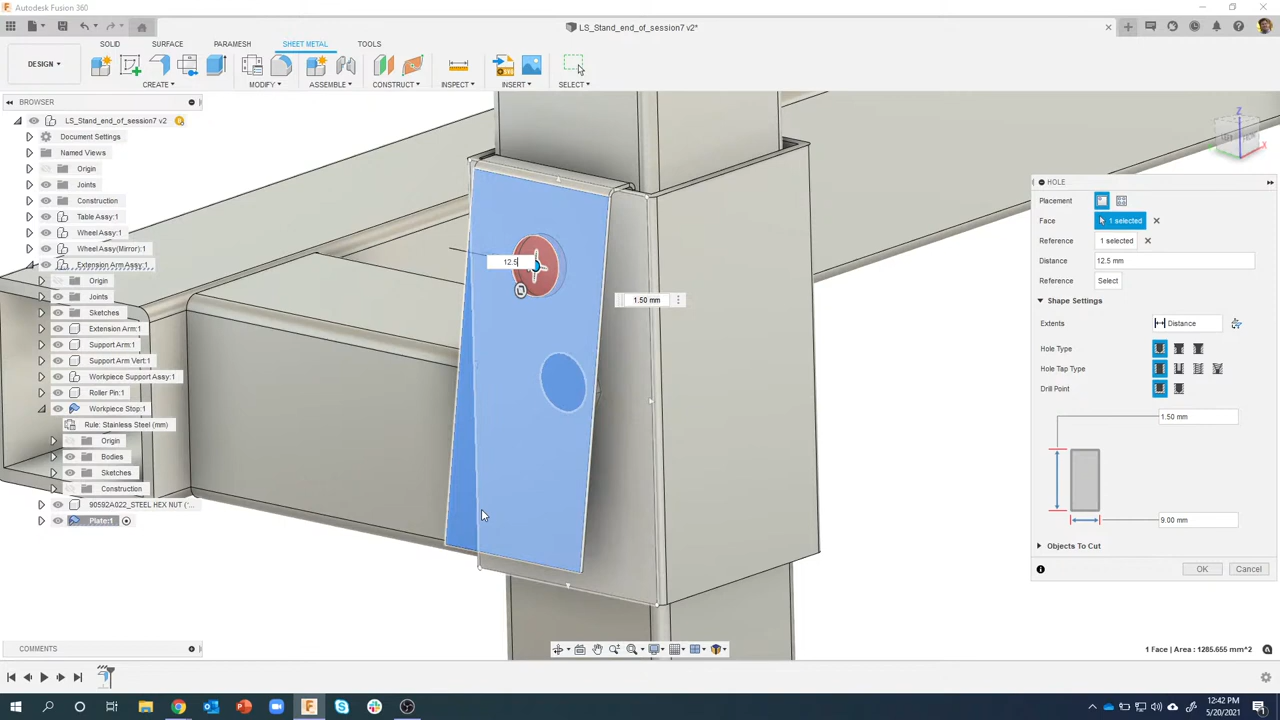 Autodesk Fusion 360
LS_Stand_end_of_session7 v2*
SOLID SURFACE PARAMESH SHEET METAL TOOLS
DESIGN ▾
CREATE ▾ MODIFY ▾ ASSEMBLE ▾ CONSTRUCT ▾ INSPECT ▾ INSERT ▾ SELECT ▾
BROWSER
LS_Stand_end_of_session7 v2
Document Settings
Named Views
Origin
Joints
Construction
Table Assy:1
Wheel Assy:1
Wheel Assy(Mirror):1
Extension Arm Assy:1
Origin
Joints
Sketches
Extension Arm:1
Support Arm:1
Support Arm Vert:1
Workpiece Support Assy:1
Roller Pin:1
Workpiece Stop:1
Rule: Stainless Steel (mm)
Origin
Bodies
Sketches
Construction
90592A022_STEEL HEX NUT (*...
Plate:1
12.5
1.50 mm
Z
X
HOLE
Placement
Face 1 selected
Reference 1 selected
Distance 12.5 mm
Reference Select
Shape Settings
Extents Distance
Hole Type
Hole Tap Type
Drill Point
1.50 mm
9.00 mm
Objects To Cut
OK Cancel
COMMENTS
1 Face | Area : 1285.655 mm^2
12:42 PM
5/20/2021